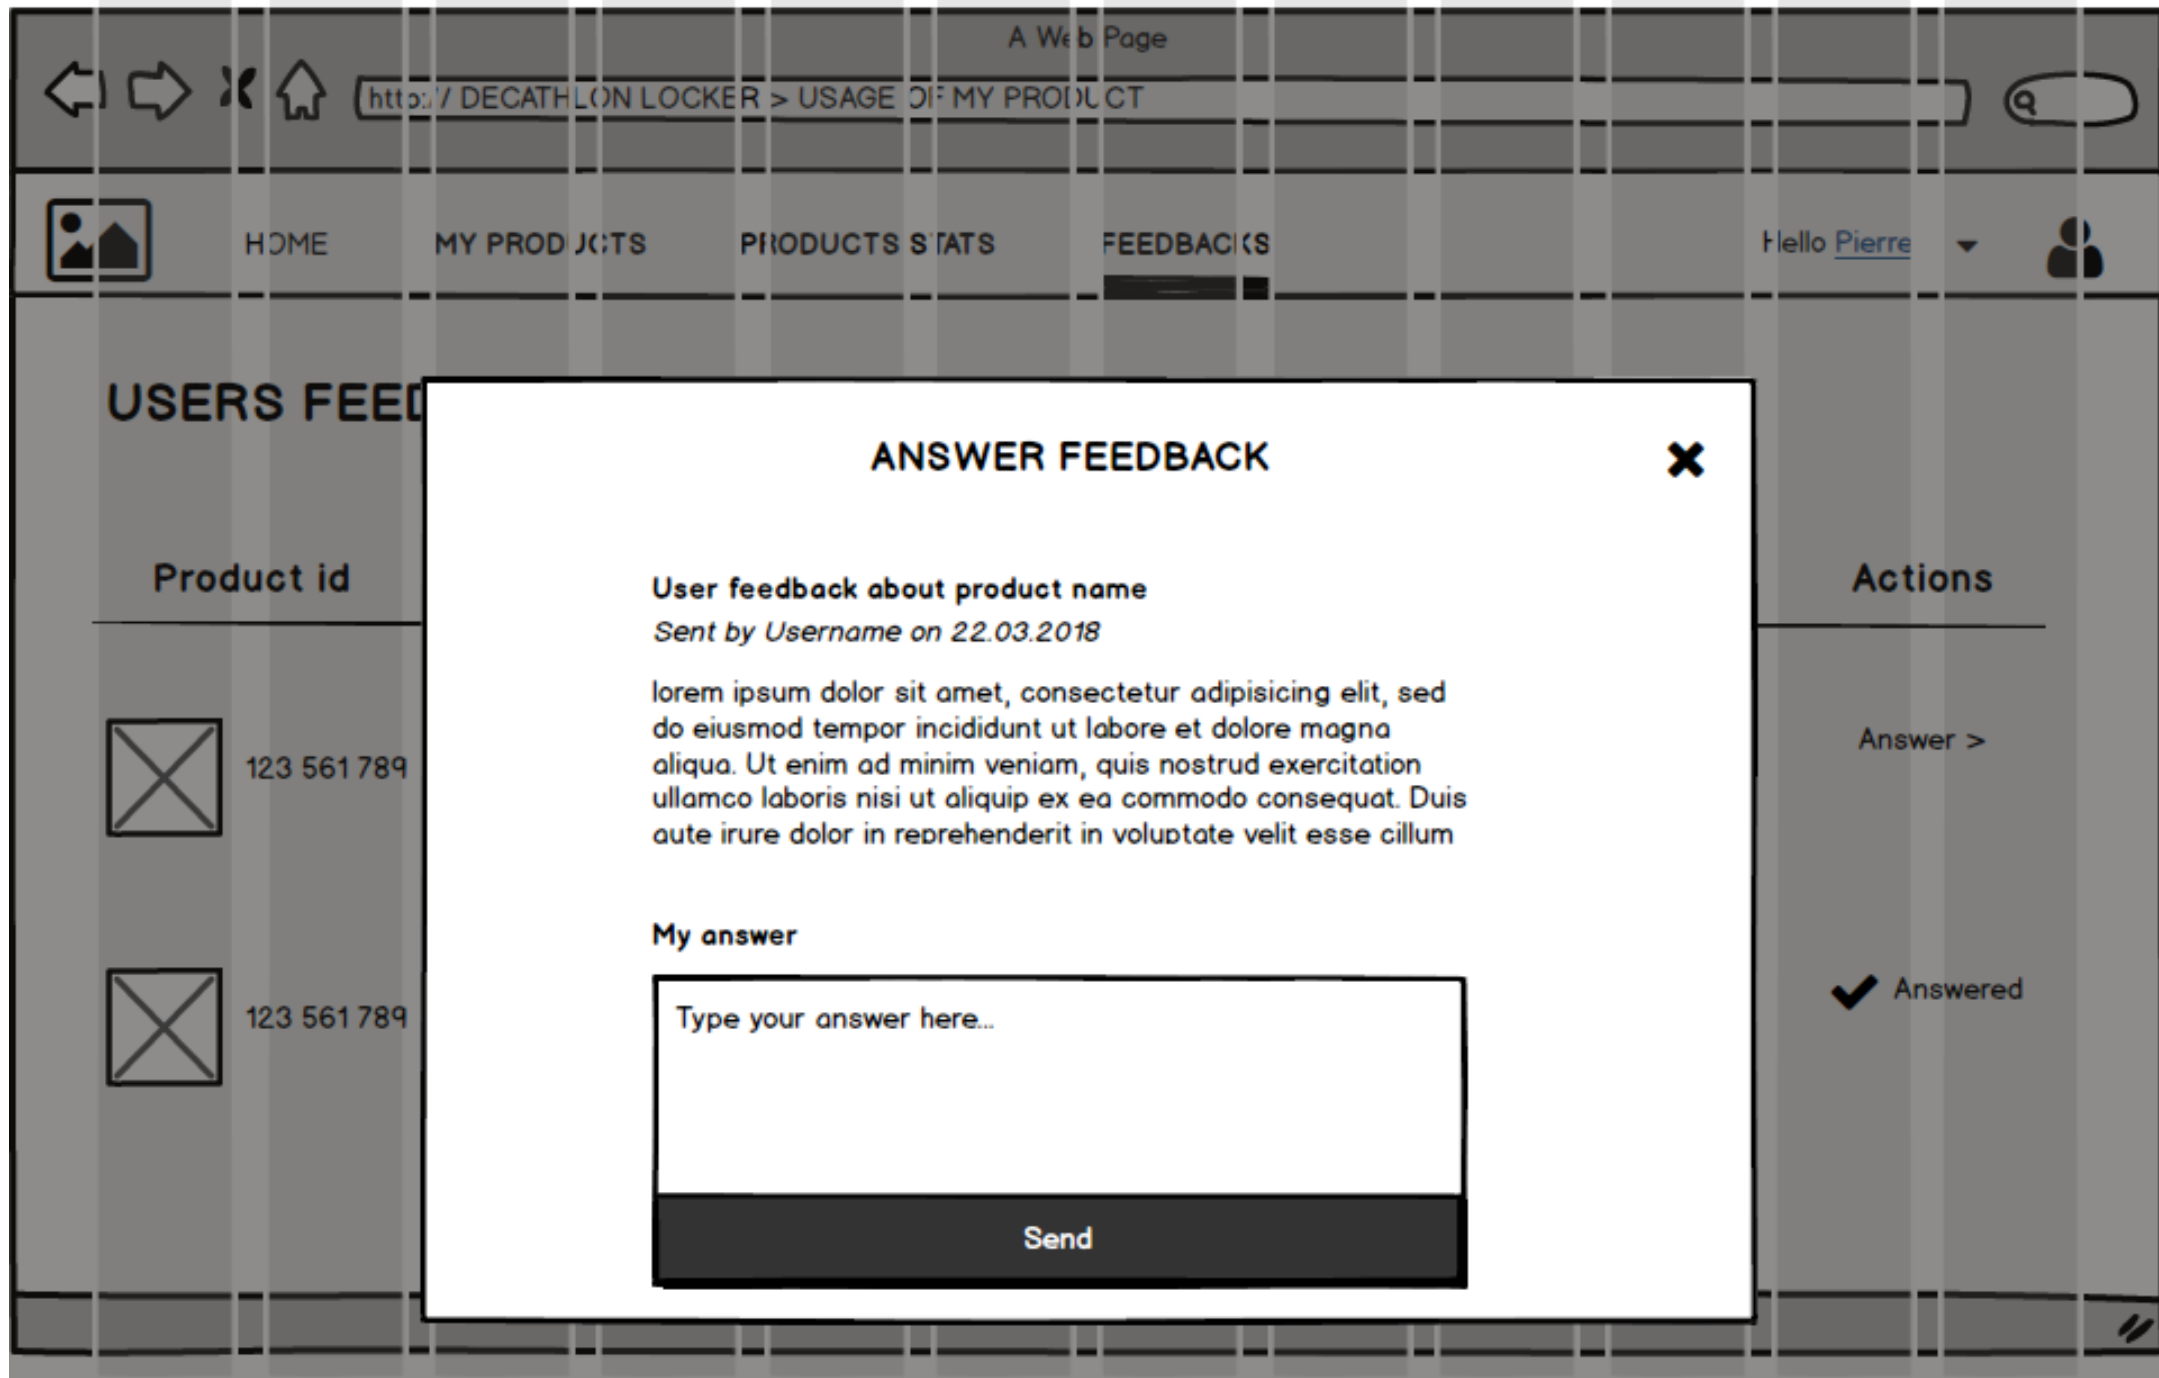 A Web Page
http:// DECATHLON LOCKER > USAGE OF MY PRODUCT
HOME
MY PRODUCTS
PRODUCTS STATS
FEEDBACKS
Hello Pierre
USERS FEED
ANSWER FEEDBACK
Product id
Actions
User feedback about product name
Sent by Username on 22.03.2018
lorem ipsum dolor sit amet, consectetur adipisicing elit, sed
do eiusmod tempor incididunt ut labore et dolore magna
aliqua. Ut enim ad minim veniam, quis nostrud exercitation
ullamco laboris nisi ut aliquip ex ea commodo consequat. Duis
aute irure dolor in reprehenderit in voluptate velit esse cillum
123 561 789
Answer >
My answer
Type your answer here...
123 561 789
Answered
Send